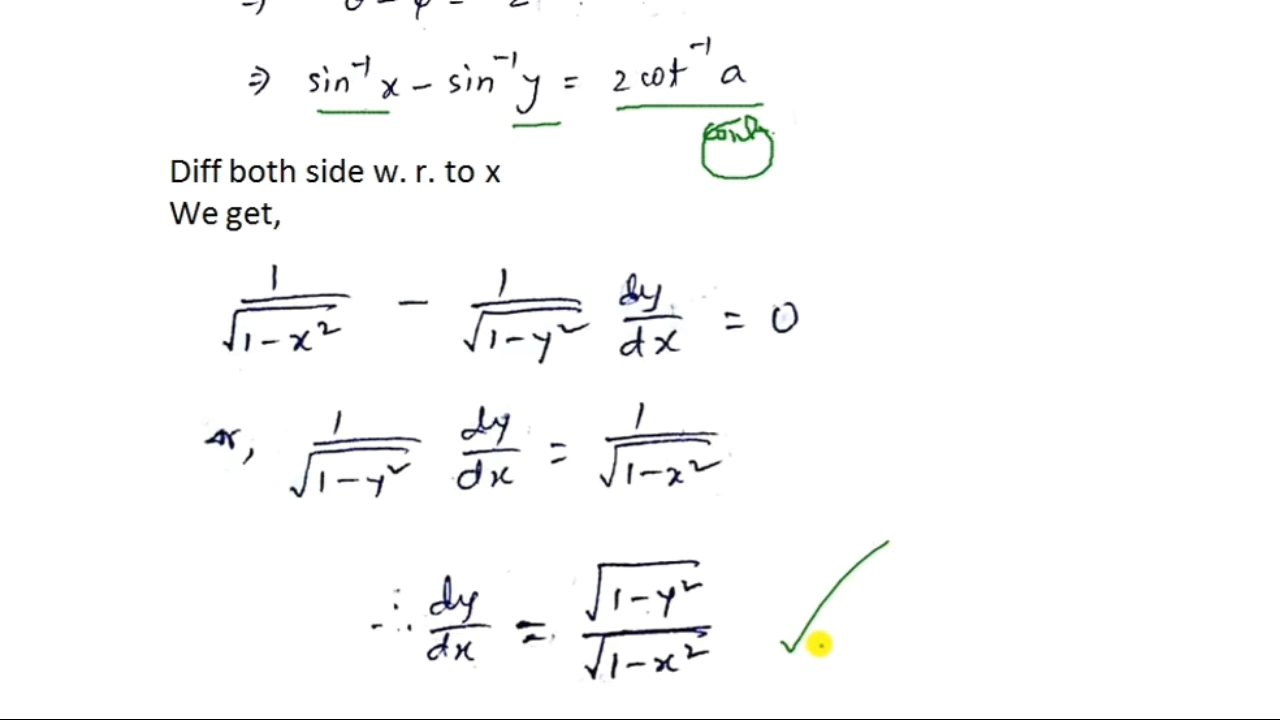 ⇒ sin⁻¹x − sin⁻¹y = 2 cot⁻¹ a
Diff both side w. r. to x
We get,
1/√(1−x²) − 1/√(1−y²) dy/dx = 0
or, 1/√(1−y²) dy/dx = 1/√(1−x²)
∴ dy/dx = √(1−y²)/√(1−x²)